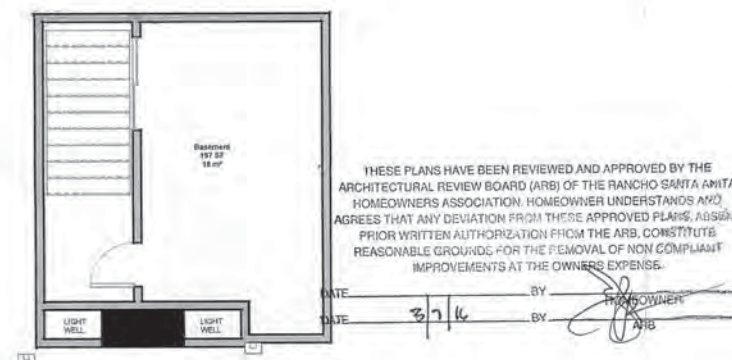 Basement
197 SF
18 m²
LIGHT WELL
LIGHT WELL
THESE PLANS HAVE BEEN REVIEWED AND APPROVED BY THE
ARCHITECTURAL REVIEW BOARD (ARB) OF THE RANCHO SANTA ANITA
HOMEOWNERS ASSOCIATION. HOMEOWNER UNDERSTANDS AND
AGREES THAT ANY DEVIATION FROM THESE APPROVED PLANS, ABSENT
PRIOR WRITTEN AUTHORIZATION FROM THE ARB, CONSTITUTE
REASONABLE GROUNDS FOR THE REMOVAL OF NON COMPLIANT
IMPROVEMENTS AT THE OWNERS EXPENSE.
DATE BY
HOMEOWNER
DATE 3/7/16 BY
ARB